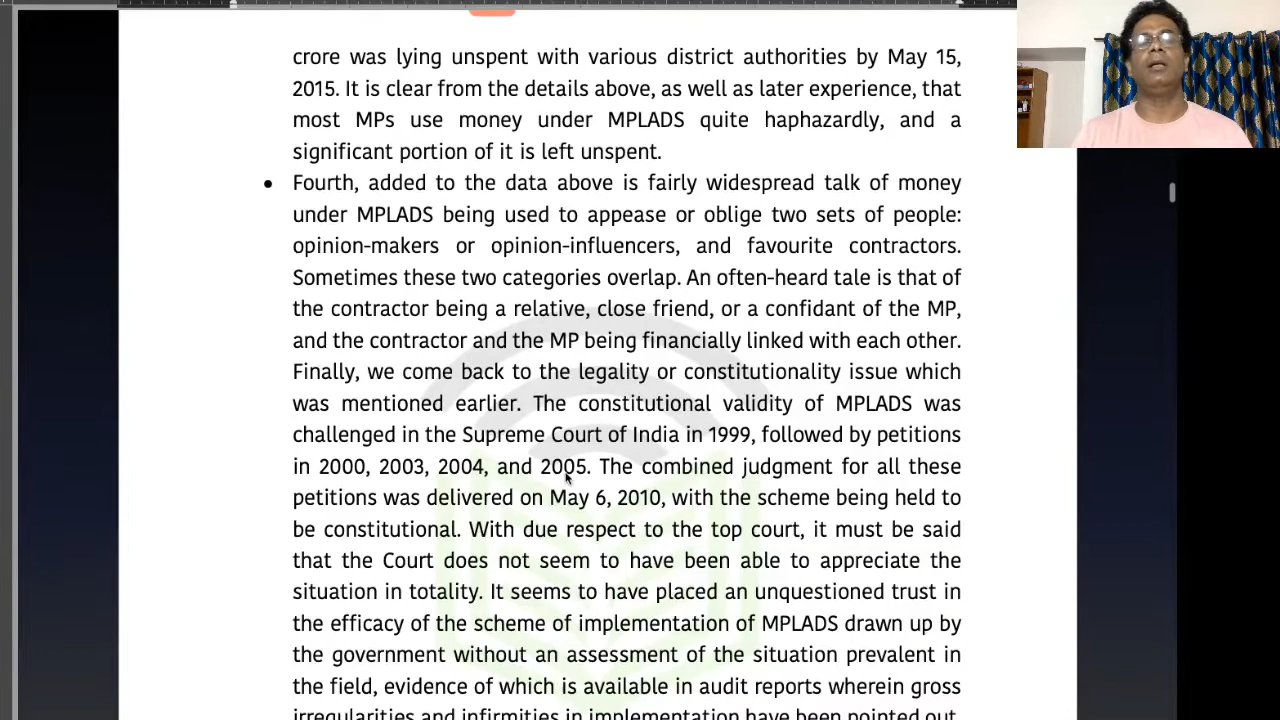 crore was lying unspent with various district authorities by May 15,
2015. It is clear from the details above, as well as later experience, that
most MPs use money under MPLADS quite haphazardly, and a
significant portion of it is left unspent.
• Fourth, added to the data above is fairly widespread talk of money
under MPLADS being used to appease or oblige two sets of people:
opinion-makers or opinion-influencers, and favourite contractors.
Sometimes these two categories overlap. An often-heard tale is that of
the contractor being a relative, close friend, or a confidant of the MP,
and the contractor and the MP being financially linked with each other.
Finally, we come back to the legality or constitutionality issue which
was mentioned earlier. The constitutional validity of MPLADS was
challenged in the Supreme Court of India in 1999, followed by petitions
in 2000, 2003, 2004, and 2005. The combined judgment for all these
petitions was delivered on May 6, 2010, with the scheme being held to
be constitutional. With due respect to the top court, it must be said
that the Court does not seem to have been able to appreciate the
situation in totality. It seems to have placed an unquestioned trust in
the efficacy of the scheme of implementation of MPLADS drawn up by
the government without an assessment of the situation prevalent in
the field, evidence of which is available in audit reports wherein gross
irregularities and infirmities in implementation have been pointed out.